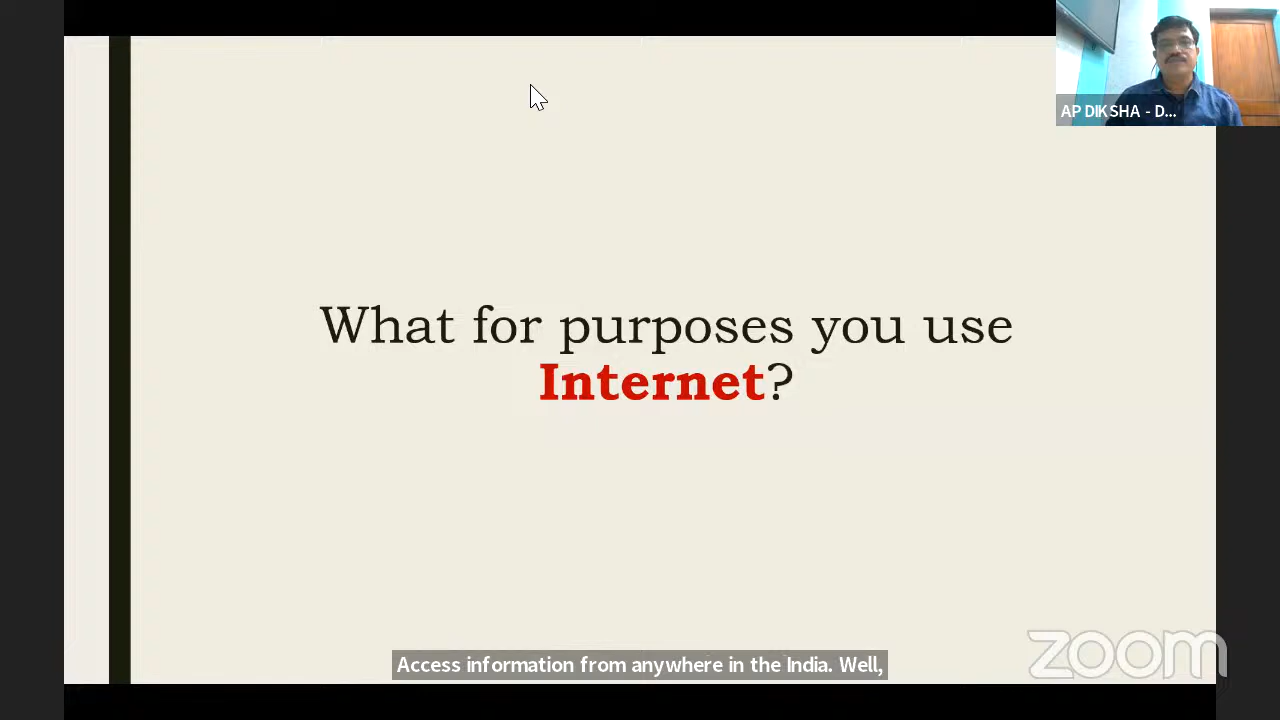 AP DIKSHA - D...
What for purposes you use
Internet?
Access information from anywhere in the India. Well,
zoom